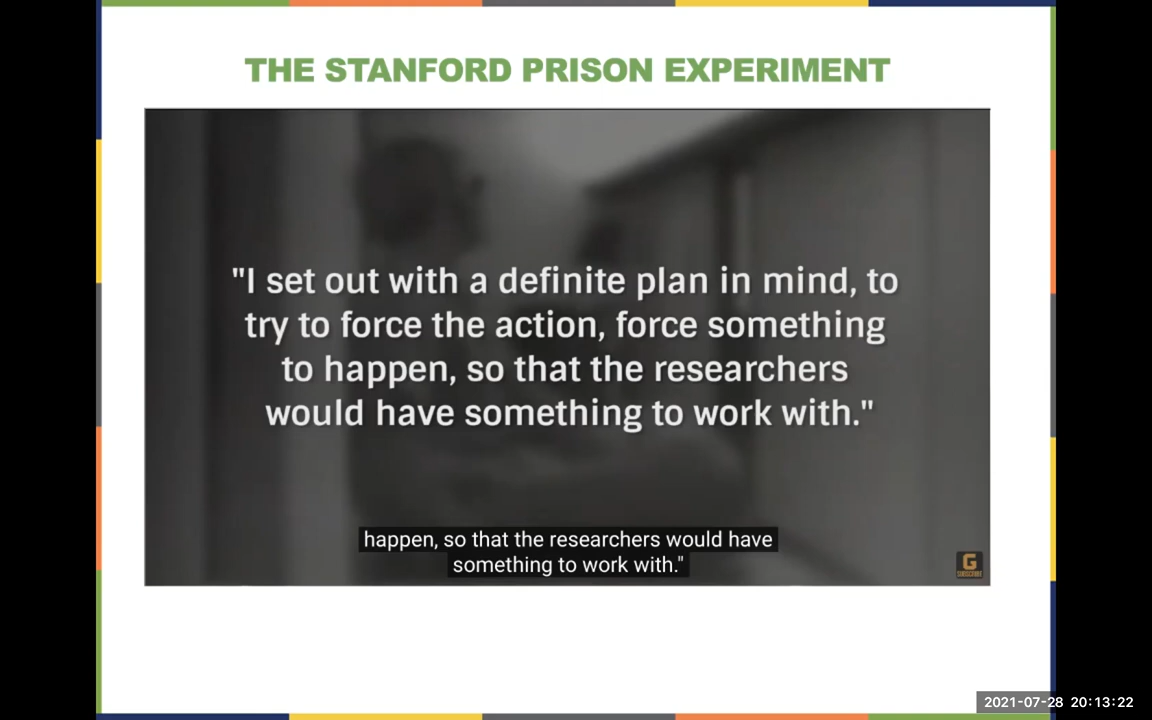 THE STANFORD PRISON EXPERIMENT
"I set out with a definite plan in mind, to
try to force the action, force something
to happen, so that the researchers
would have something to work with."
happen, so that the researchers would have
something to work with."
G
SUBSCRIBE
2021-07-28 20:13:22